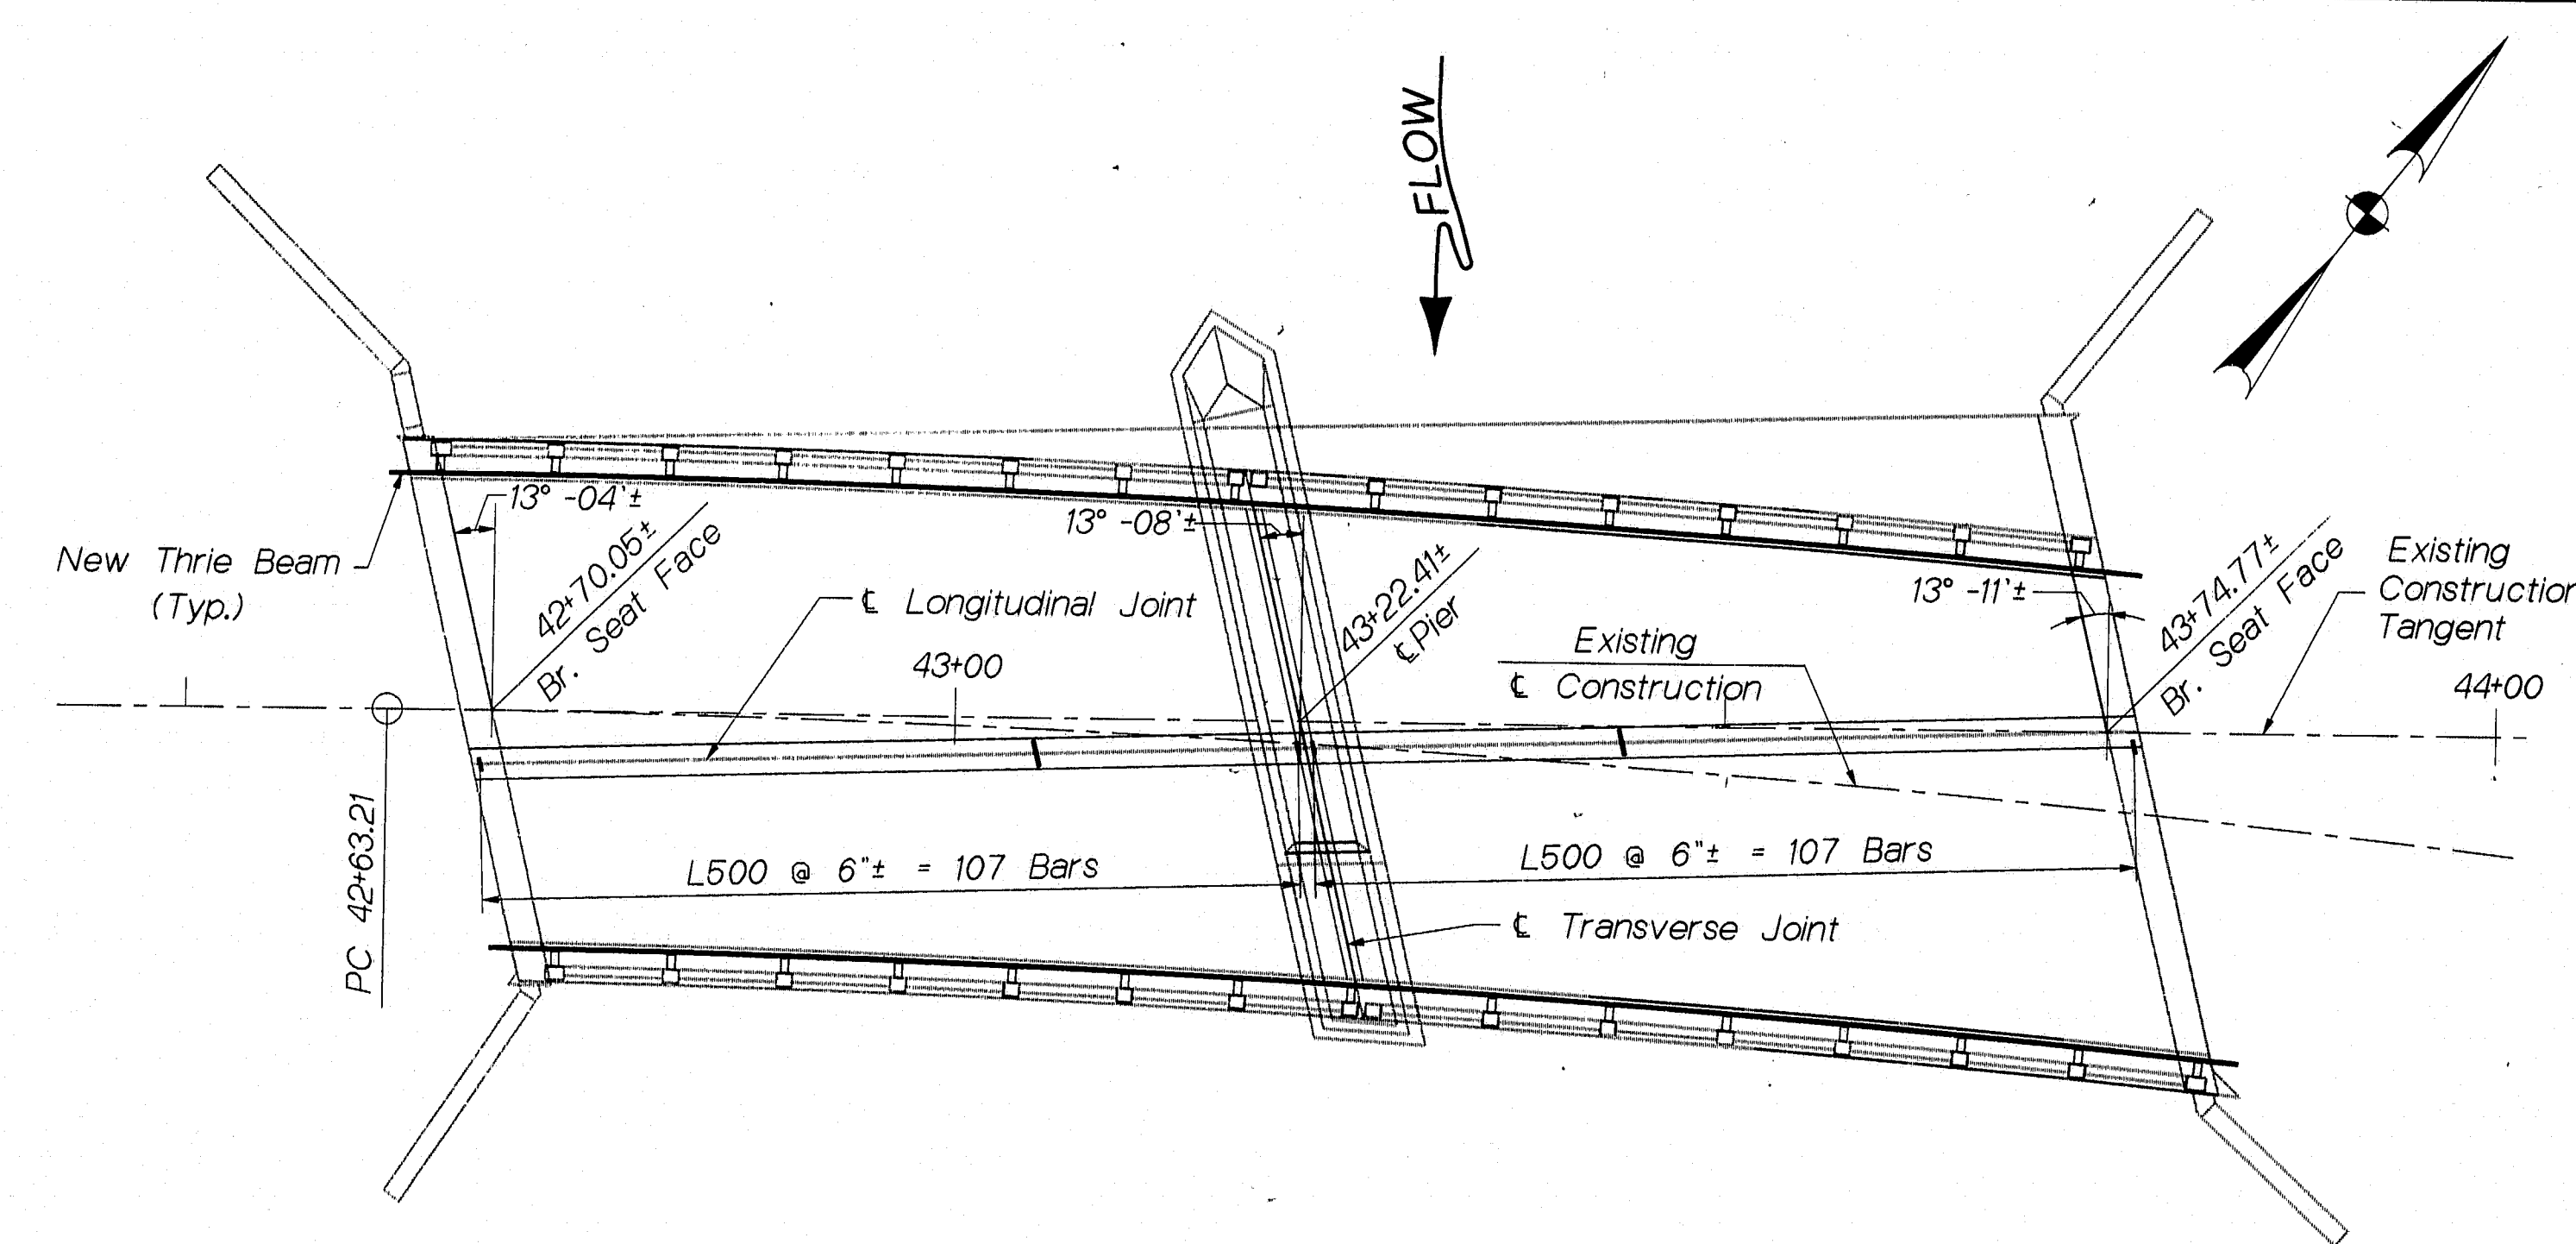 FLOW
13° -04'±
13° -08'±
New Thrie Beam
(Typ.)
42+70.05±
Br. Seat Face
℄ Longitudinal Joint
43+00
43+22.41±
℄ Pier
Existing
℄ Construction
13° -11'±
43+74.77±
Br. Seat Face
Existing
Construction
Tangent
44+00
PC 42+63.21
L500 @ 6"± = 107 Bars
L500 @ 6"± = 107 Bars
℄ Transverse Joint